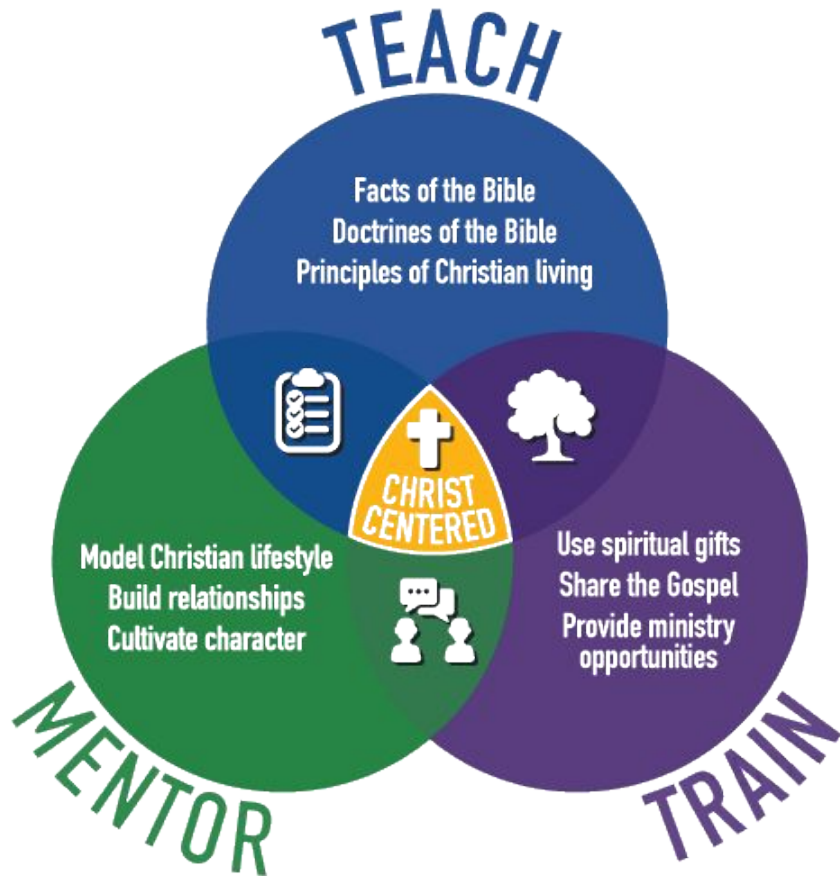 TEACH
Facts of the Bible
Doctrines of the Bible
Principles of Christian living
CHRIST
CENTERED
Model Christian lifestyle
Build relationships
Cultivate character
Use spiritual gifts
Share the Gospel
Provide ministry
opportunities
MENTOR
TRAIN